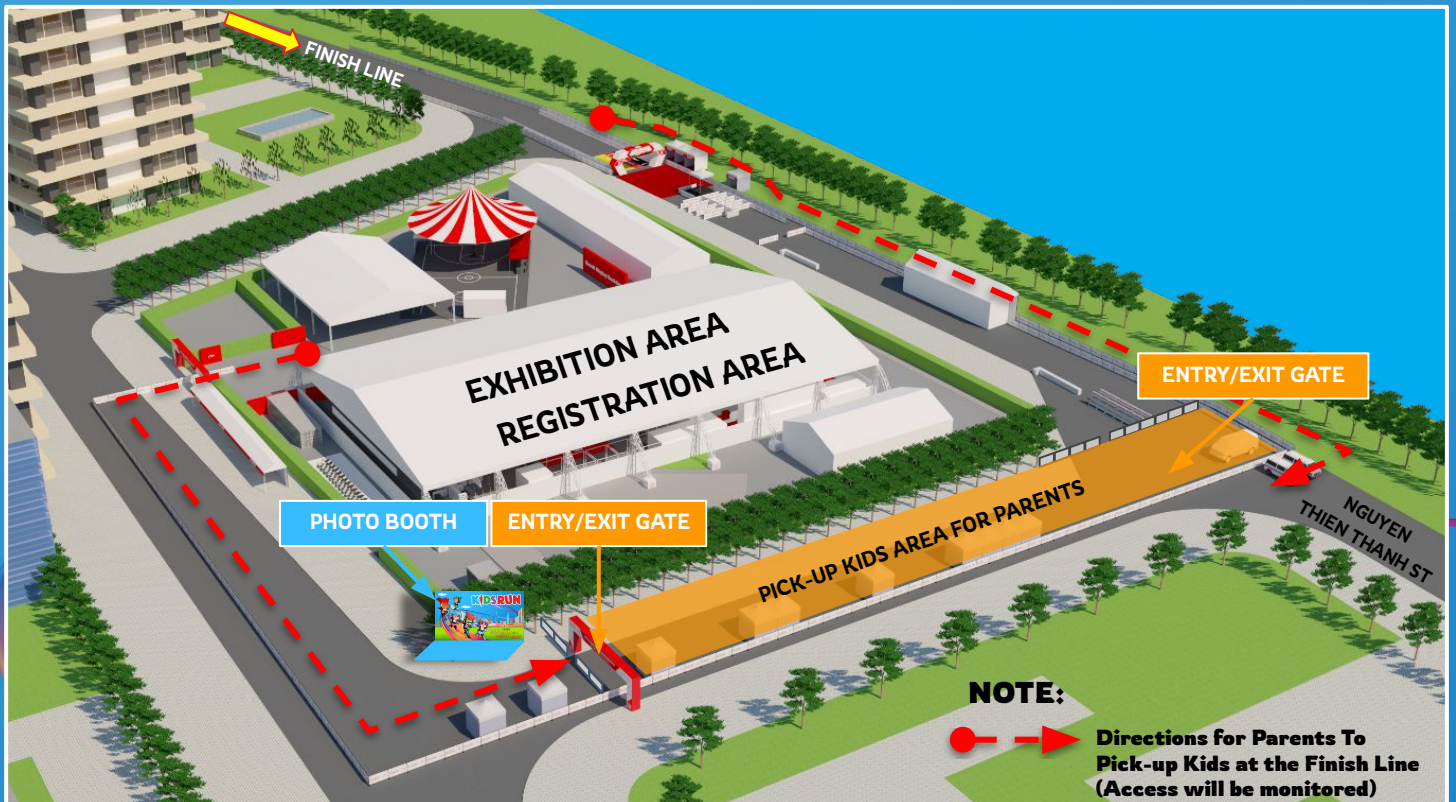 FINISH LINE
EXHIBITION AREA
REGISTRATION AREA
ENTRY/EXIT GATE
PHOTO BOOTH
ENTRY/EXIT GATE
PICK-UP KIDS AREA FOR PARENTS
NGUYEN
THIEN THANH ST
KIDSRUN
NOTE:
Directions for Parents To
Pick-up Kids at the Finish Line
(Access will be monitored)